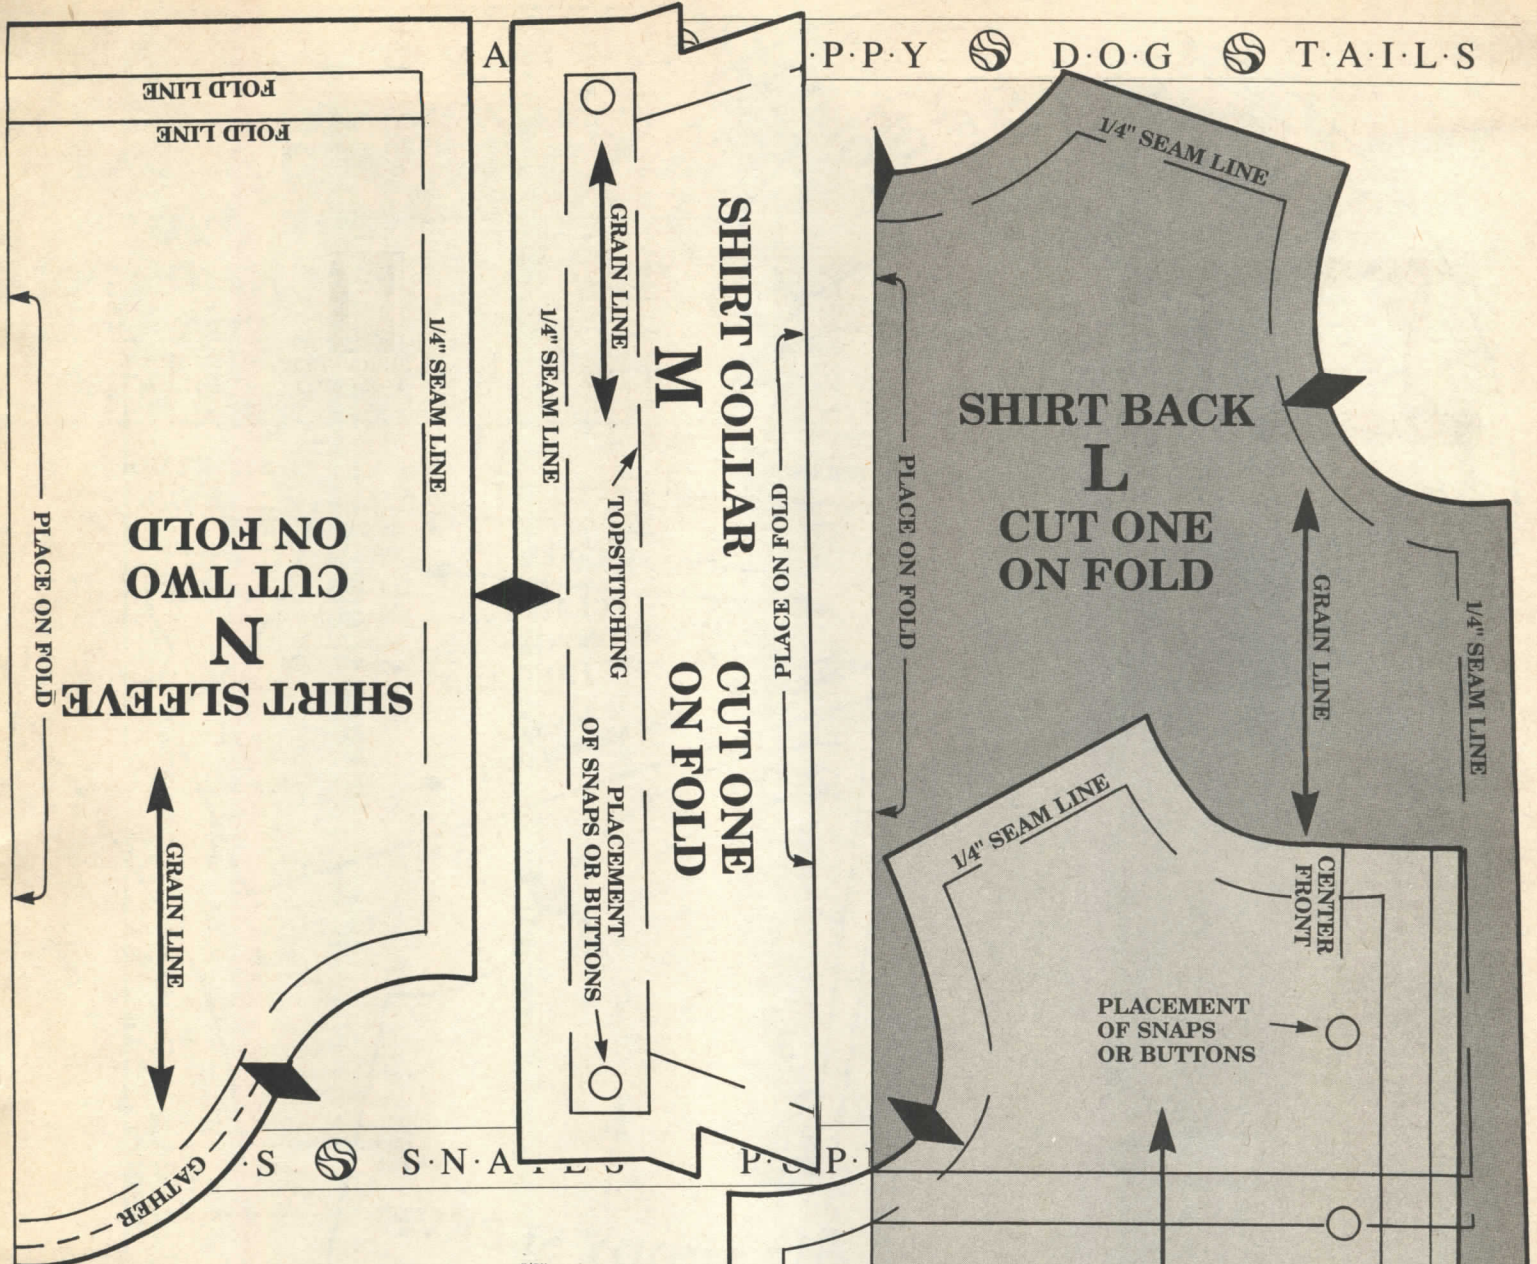 ·A
·P·P·Y
D·O·G
T·A·I·L·S
FOLD LINE
FOLD LINE
1/4" SEAM LINE
PLACE ON FOLD
SHIRT SLEEVE
N
CUT TWO
ON FOLD
GRAIN LINE
GATHER
GRAIN LINE
1/4" SEAM LINE
TOPSTITCHING
PLACEMENT
OF SNAPS OR BUTTONS
SHIRT COLLAR
M
CUT ONE
ON FOLD
PLACE ON FOLD
1/4" SEAM LINE
PLACE ON FOLD
SHIRT BACK
L
CUT ONE
ON FOLD
GRAIN LINE
1/4" SEAM LINE
1/4" SEAM LINE
CENTER
FRONT
PLACEMENT
OF SNAPS
OR BUTTONS
·S
S·N·A
P·U·P·